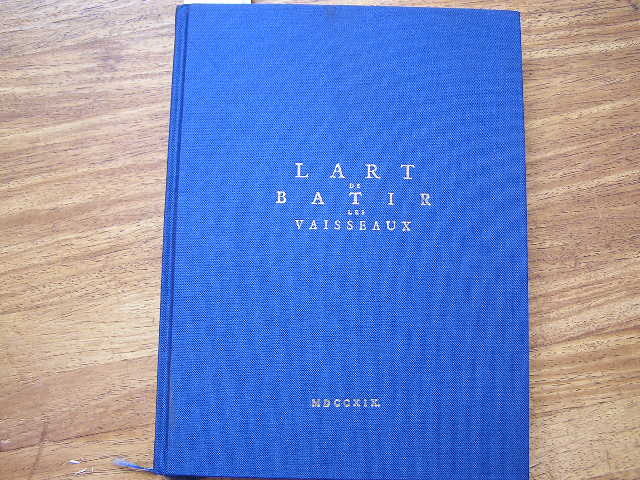 LART
DE
BATIR
LES
VAISSEAUX
MDCCXIX.